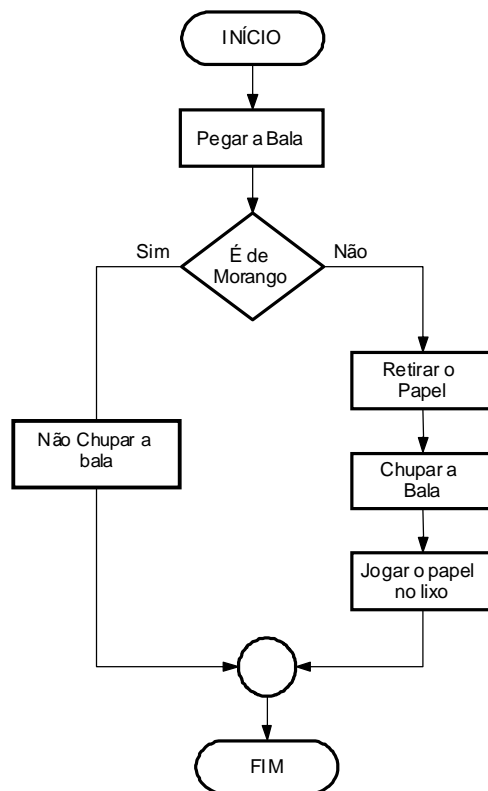 INÍCIO
Pegar a Bala
É de
Morango
Sim
Não
Não Chupar a
bala
Retirar o
Papel
Chupar a
Bala
Jogar o papel
no lixo
FIM